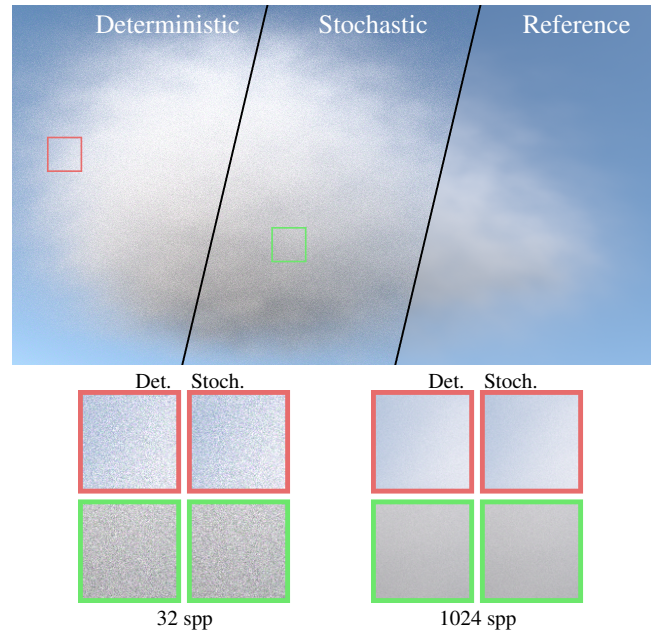 Deterministic Stochastic Reference
Det. Stoch. Det. Stoch.
32 spp 1024 spp